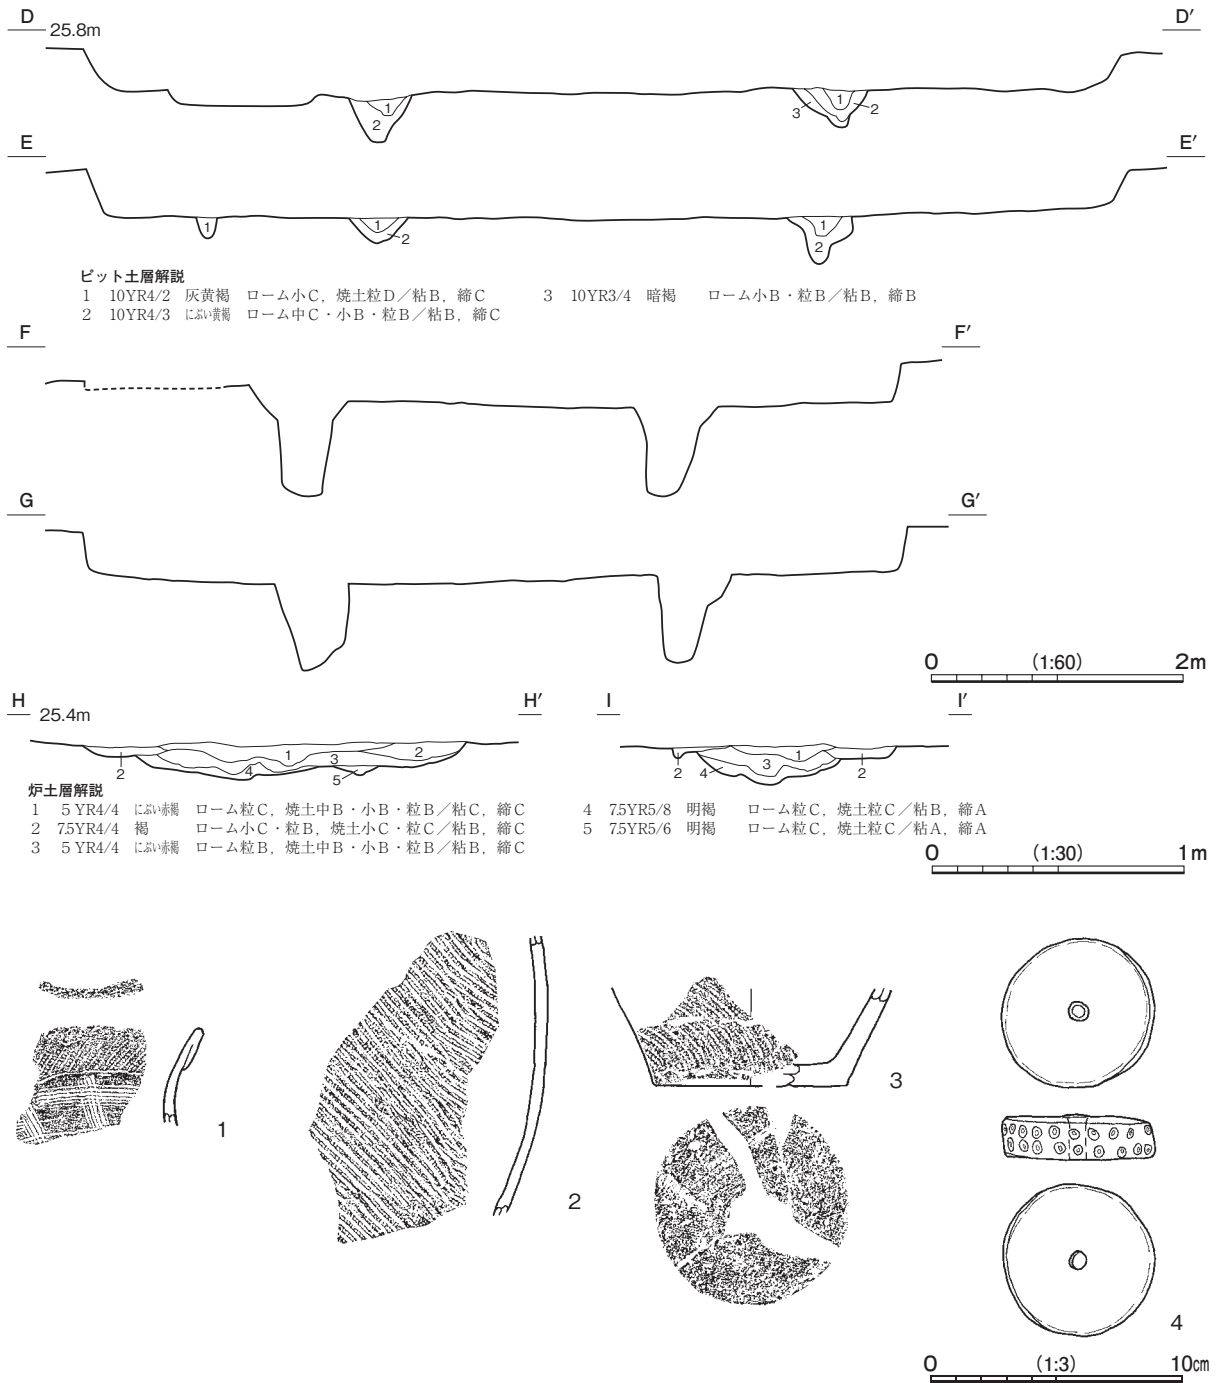 D 25.8m D′
1 2 3 1 2
E E′
1 2 1 2
ピット土層解説
1 10YR4/2 灰黄褐 ローム小C，焼土粒D／粘B，締C 3 10YR3/4 暗褐 ローム小B・粒B／粘B，締B
2 10YR4/3 にぶい黄褐 ローム中C・小B・粒B／粘B，締C
F F′
G G′
0 (1:60) 2m
H 25.4m H′ I I′
2 1 3 2 4 5 2 4 3 1 2
炉土層解説
1 5YR4/4 にぶい赤褐 ローム粒C，焼土中B・小B・粒B／粘C，締C 4 7.5YR5/8 明褐 ローム粒C，焼土粒C／粘B，締A
2 7.5YR4/4 褐 ローム小C・粒B，焼土小C・粒C／粘B，締C 5 7.5YR5/6 明褐 ローム粒C，焼土粒C／粘A，締A
3 5YR4/4 にぶい赤褐 ローム粒B，焼土中B・小B・粒B／粘B，締C
0 (1:30) 1m
1
2
3
4
0 (1:3) 10cm